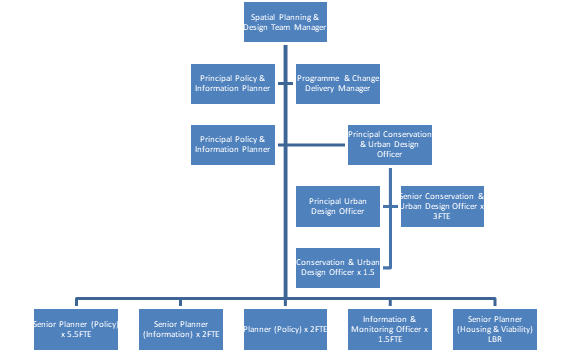 Spatial Planning &
Design Team Manager
Principal Policy &
Information Planner
Programme & Change
Delivery Manager
Principal Policy &
Information Planner
Principal Conservation
& Urban Design
Officer
Principal Urban
Design Officer
Senior Conservation &
Urban Design Officer x
3FTE
Conservation & Urban
Design Officer x 1.5
Senior Planner (Policy)
x 5.5FTE
Senior Planner
(Information) x 2FTE
Planner (Policy) x 2FTE
Information &
Monitoring Officer x
1.5FTE
Senior Planner
(Housing & Viability)
LBR